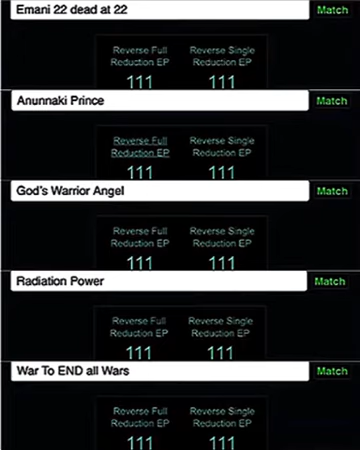 Emani 22 dead at 22 Match
Reverse Full Reverse Single
Reduction EP Reduction EP
111 111
Anunnaki Prince Match
Reverse Full Reverse Single
Reduction EP Reduction EP
111 111
God's Warrior Angel Match
Reverse Full Reverse Single
Reduction EP Reduction EP
111 111
Radiation Power Match
Reverse Full Reverse Single
Reduction EP Reduction EP
111 111
War To END all Wars Match
Reverse Full Reverse Single
Reduction EP Reduction EP
111 111